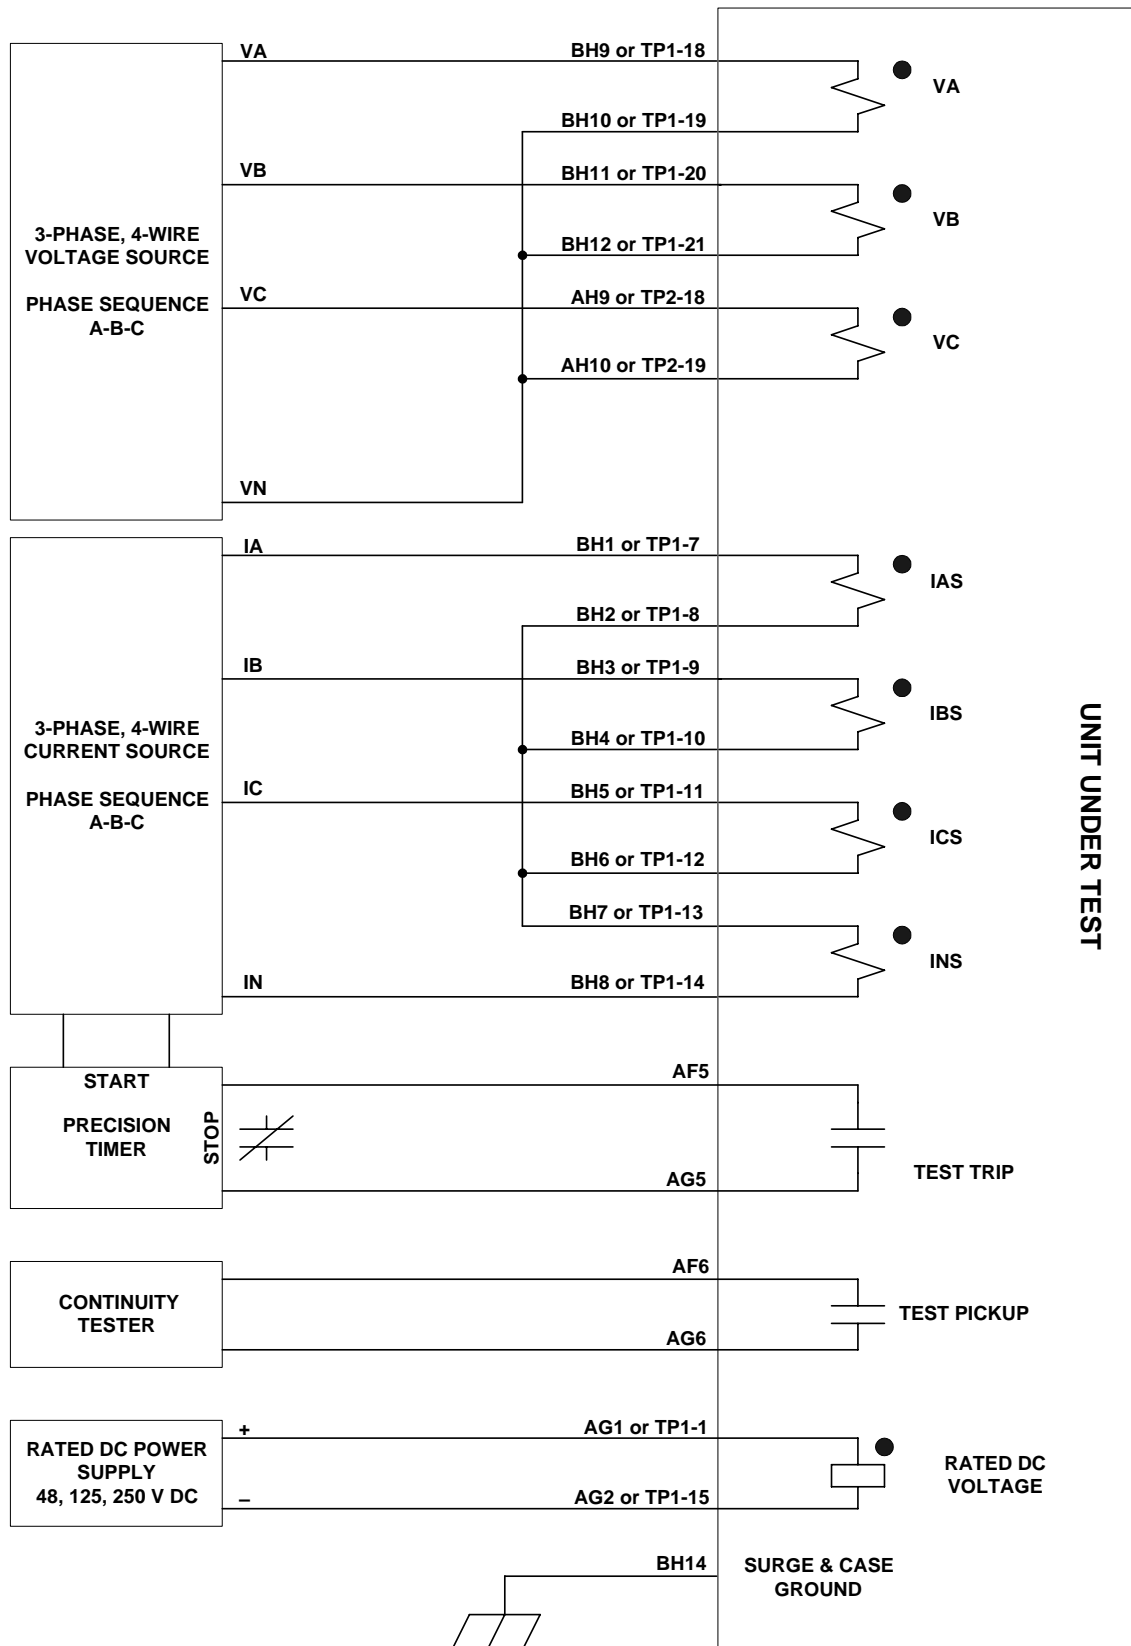 VA
BH9 or TP1-18
VA
BH10 or TP1-19
VB
BH11 or TP1-20
VB
BH12 or TP1-21
3-PHASE, 4-WIRE
VOLTAGE SOURCE
PHASE SEQUENCE
A-B-C
VC
AH9 or TP2-18
VC
AH10 or TP2-19
VN
IA
BH1 or TP1-7
IAS
BH2 or TP1-8
IB
BH3 or TP1-9
IBS
BH4 or TP1-10
3-PHASE, 4-WIRE
CURRENT SOURCE
PHASE SEQUENCE
A-B-C
IC
BH5 or TP1-11
ICS
BH6 or TP1-12
BH7 or TP1-13
INS
IN
BH8 or TP1-14
UNIT UNDER TEST
START
PRECISION
TIMER
STOP
AF5
AG5
TEST TRIP
CONTINUITY
TESTER
AF6
AG6
TEST PICKUP
RATED DC POWER
SUPPLY
48, 125, 250 V DC
+
–
AG1 or TP1-1
AG2 or TP1-15
RATED DC
VOLTAGE
BH14
SURGE & CASE
GROUND